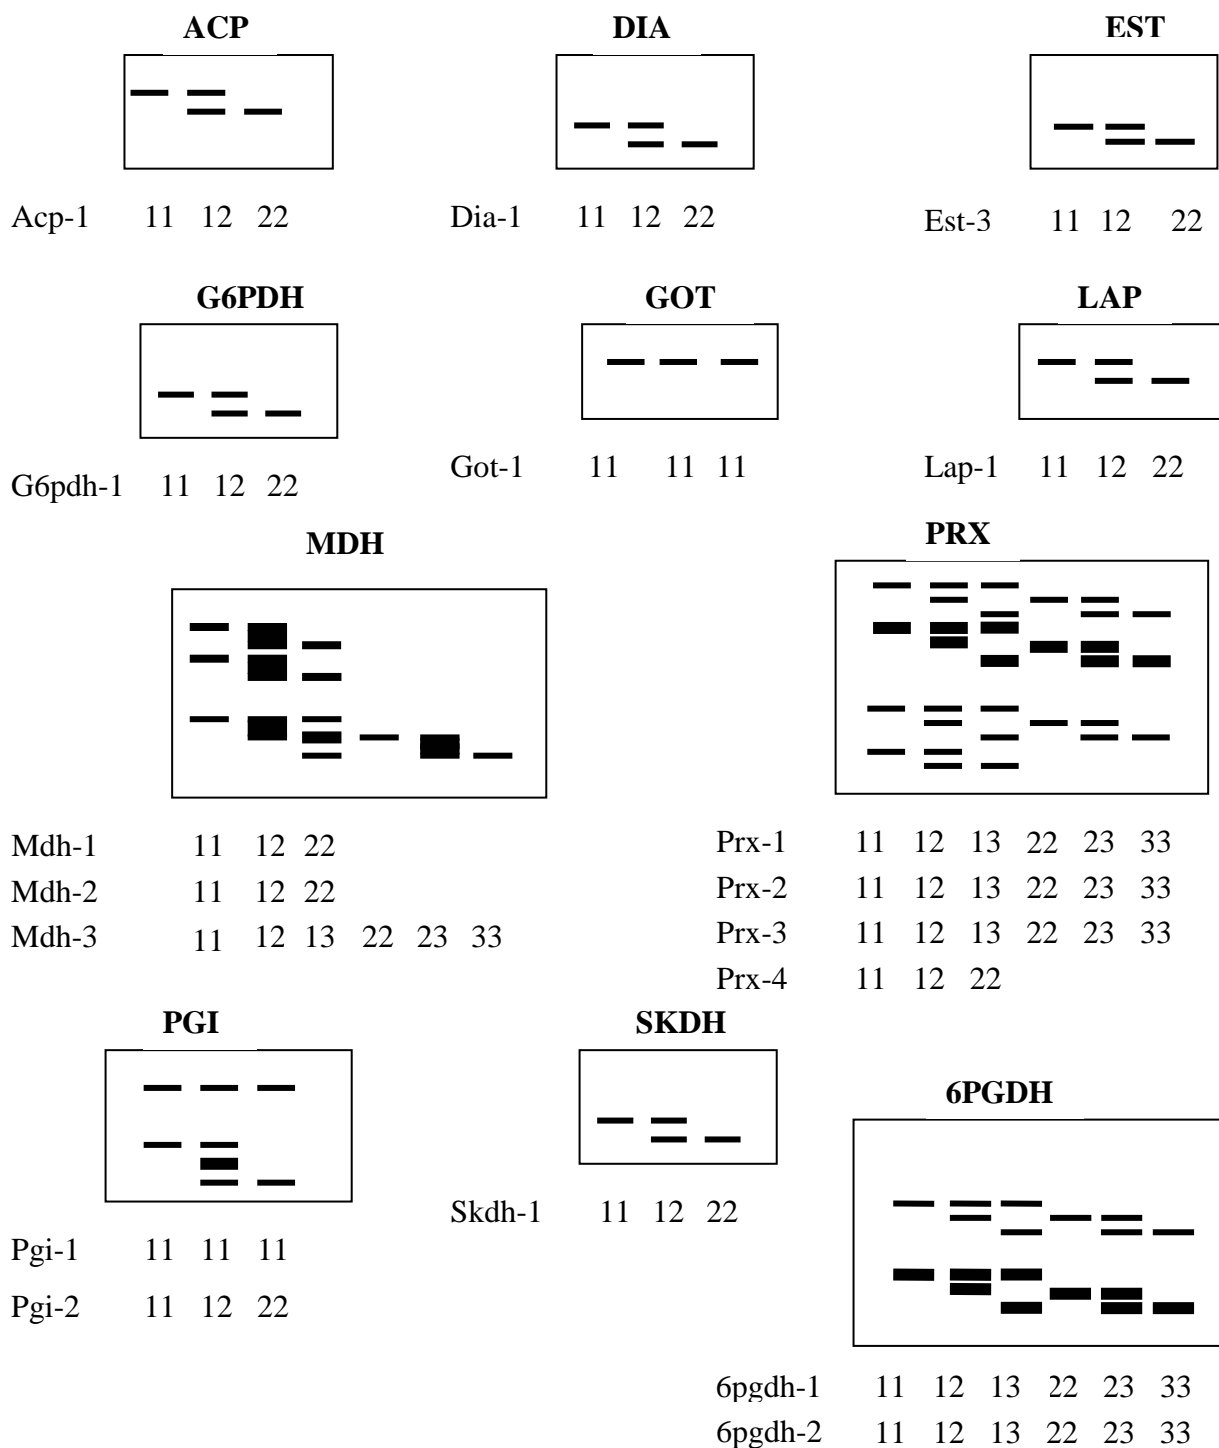 ACP DIA EST
Acp-1 11 12 22 Dia-1 11 12 22 Est-3 11 12 22
G6PDH GOT LAP
G6pdh-1 11 12 22 Got-1 11 11 11 Lap-1 11 12 22
MDH PRX
Mdh-1 11 12 22 Prx-1 11 12 13 22 23 33
Mdh-2 11 12 22 Prx-2 11 12 13 22 23 33
Mdh-3 11 12 13 22 23 33 Prx-3 11 12 13 22 23 33
Prx-4 11 12 22
PGI SKDH 6PGDH
Skdh-1 11 12 22
Pgi-1 11 11 11
Pgi-2 11 12 22
6pgdh-1 11 12 13 22 23 33
6pgdh-2 11 12 13 22 23 33